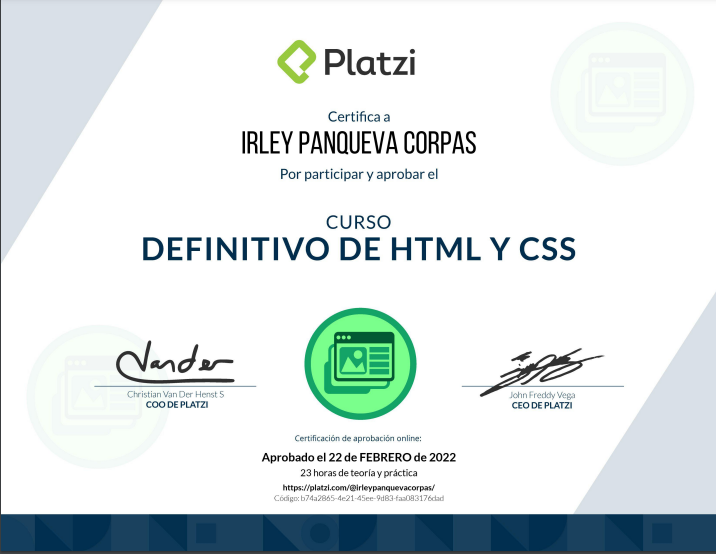 Platzi
Certifica a
IRLEY PANQUEVA CORPAS
Por participar y aprobar el
CURSO
DEFINITIVO DE HTML Y CSS
Vander
Christian Van Der Henst S
COO DE PLATZI
John Freddy Vega
CEO DE PLATZI
Certificación de aprobación online:
Aprobado el 22 de FEBRERO de 2022
23 horas de teoría y práctica
https://platzi.com/@irleypanquevacorpas/
Código: b74a2865-4e21-45ee-9d83-faa083176dad